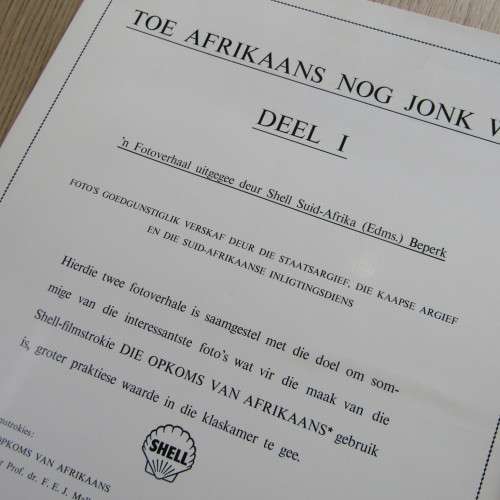 TOE AFRIKAANS NOG JONK
DEEL I
'n Fotoverhaal uitgegee deur Shell Suid-Afrika (Edms.) Beperk
FOTO'S GOEDGUNSTIGLIK VERSKAF DEUR DIE STAATSARGIEF, DIE KAAPSE ARGIEF
EN DIE SUID-AFRIKAANSE INLIGTINGSDIENS
Hierdie twee fotoverhale is saamgestel met die doel om som-
mige van die interessantste foto's wat vir die maak van die
Shell-filmstrokie DIE OPKOMS VAN AFRIKAANS* gebruik
is, groter praktiese waarde in die klaskamer te gee.
SHELL
OPKOMS VAN AFRIKAANS
Prof. dr. F. E. J.